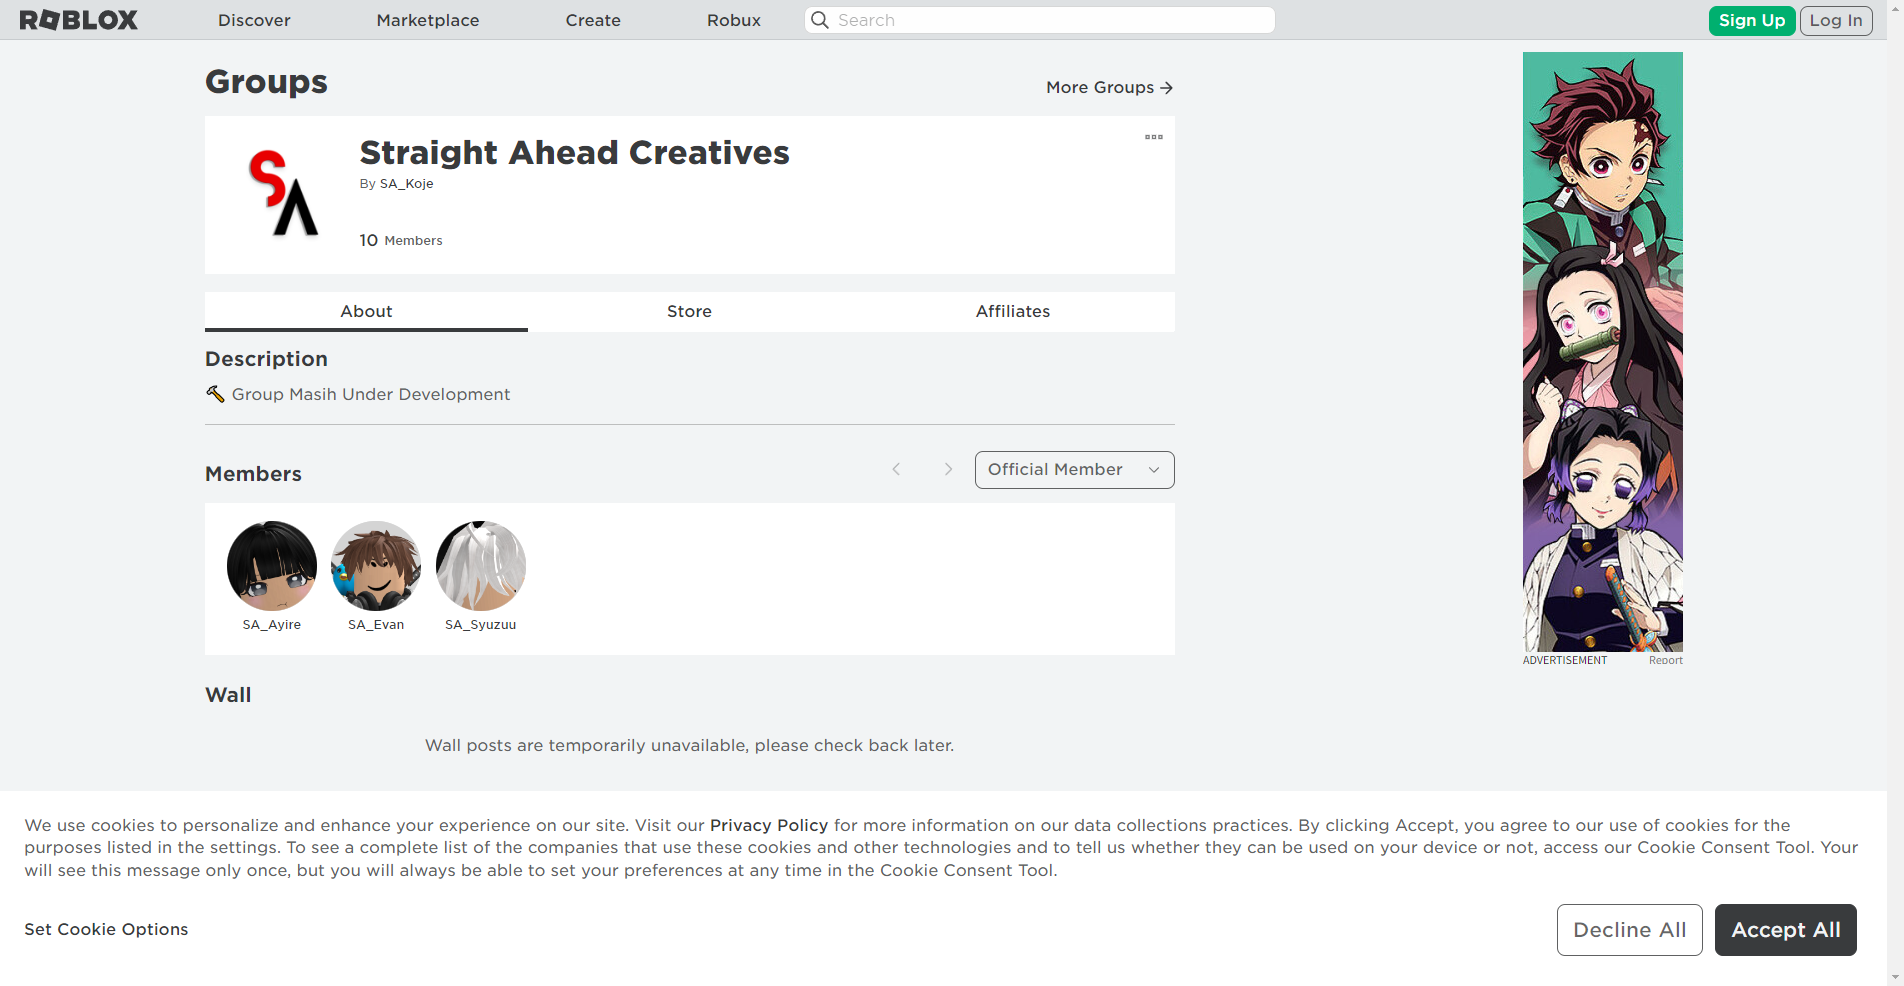 ROBLOX
Discover
Marketplace
Create
Robux
Search
Sign Up
Log In
Groups
More Groups
SA
Straight Ahead Creatives
By SA_Koje
10 Members
About
Store
Affiliates
Description
🔨 Group Masih Under Development
Members
Official Member
SA_Ayire
SA_Evan
SA_Syuzuu
Wall
Wall posts are temporarily unavailable, please check back later.
ADVERTISEMENT
Report
We use cookies to personalize and enhance your experience on our site. Visit our Privacy Policy for more information on our data collections practices. By clicking Accept, you agree to our use of cookies for the
purposes listed in the settings. To see a complete list of the companies that use these cookies and other technologies and to tell us whether they can be used on your device or not, access our Cookie Consent Tool. Your
will see this message only once, but you will always be able to set your preferences at any time in the Cookie Consent Tool.
Set Cookie Options
Decline All
Accept All